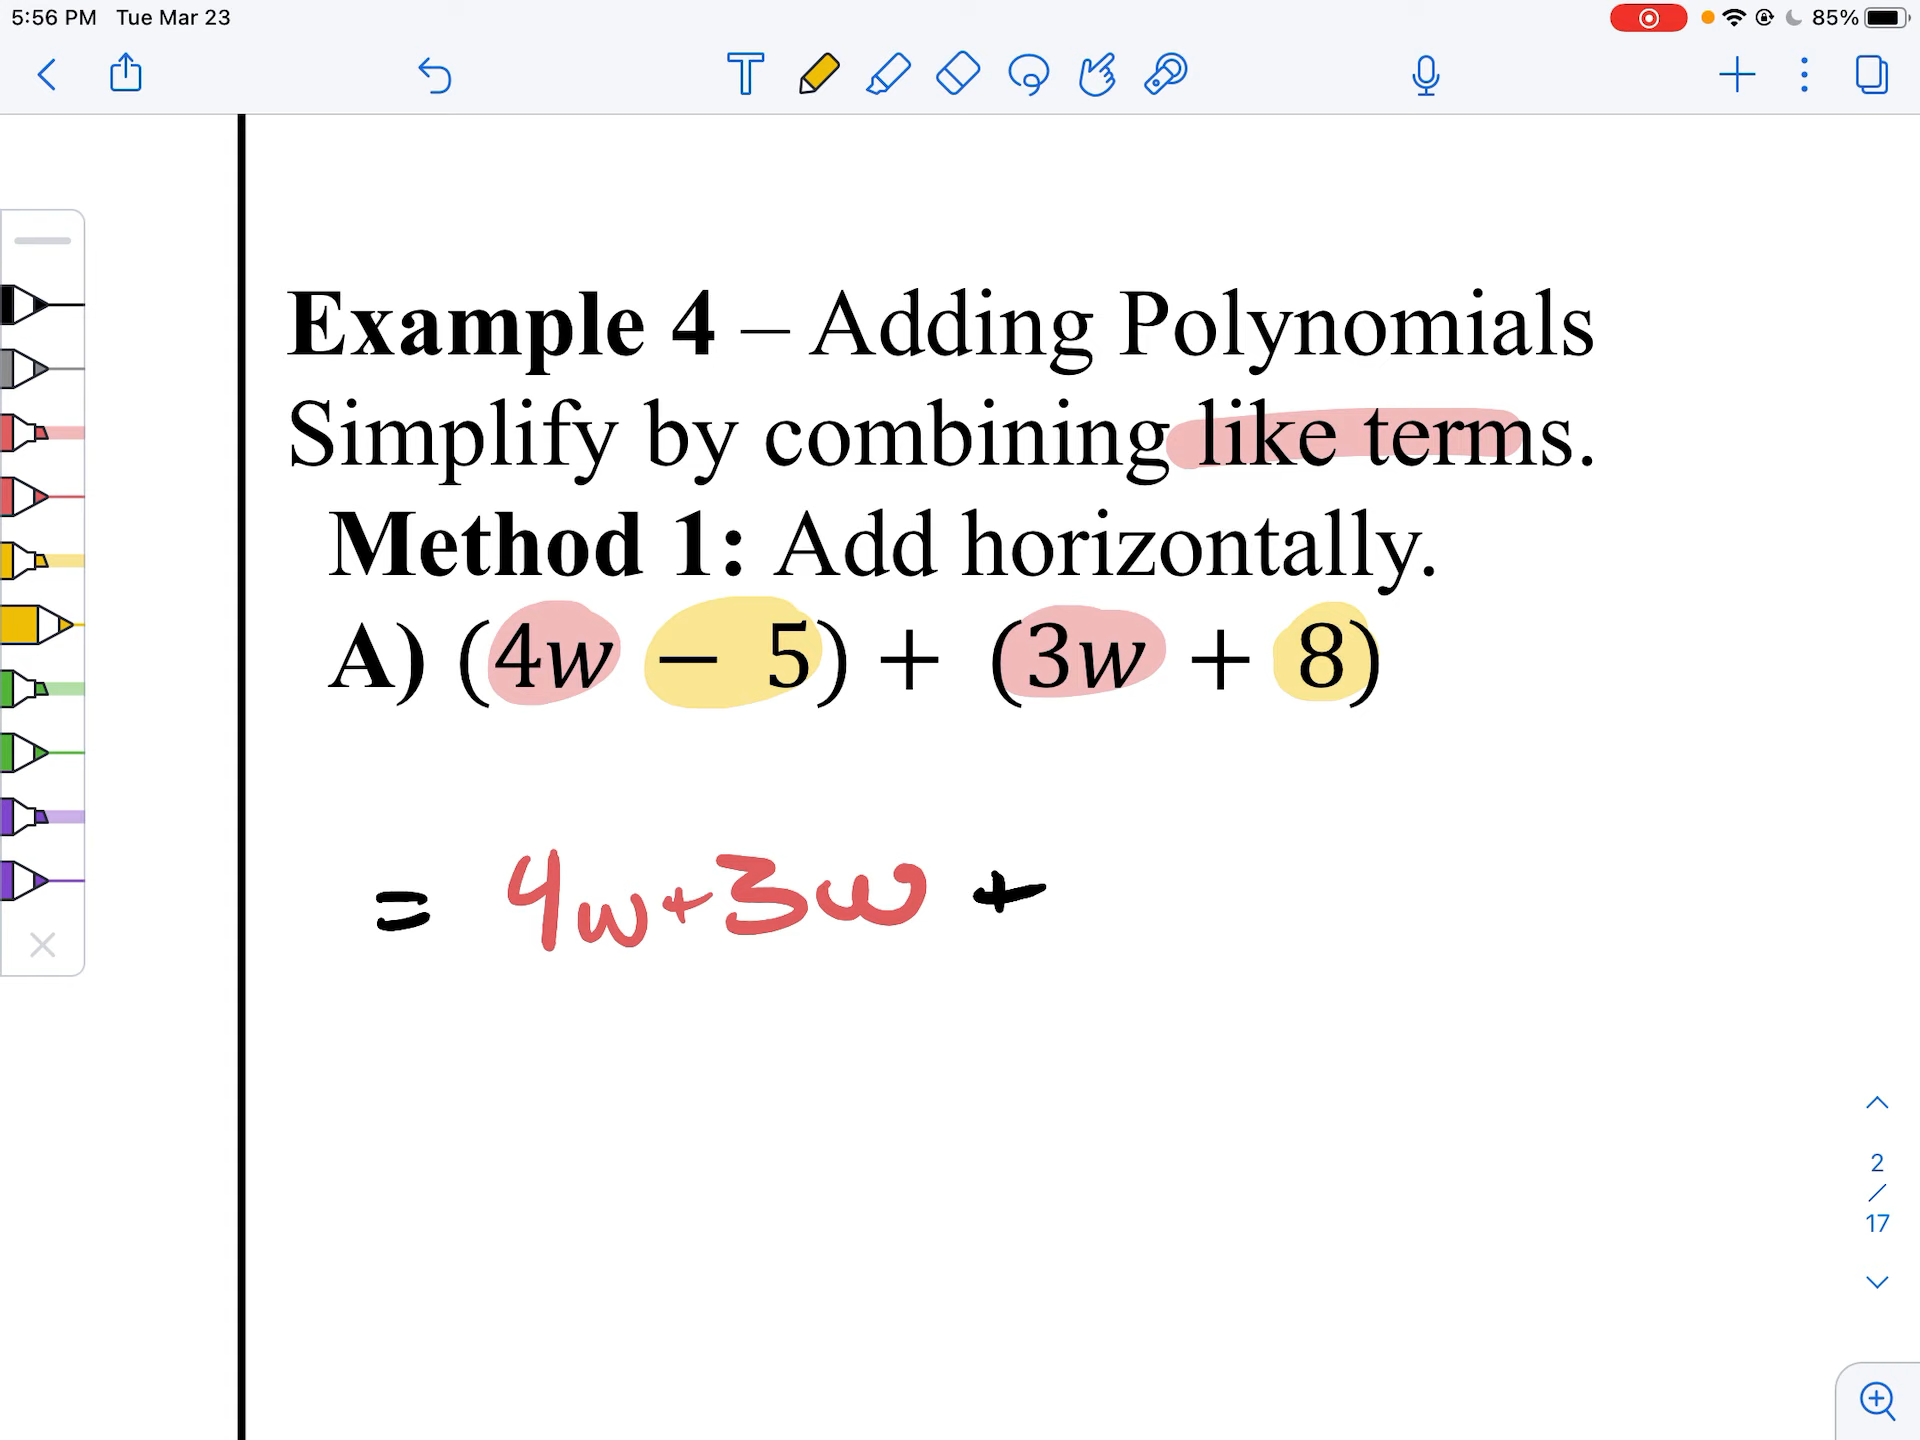 5:56 PM Tue Mar 23 85%
T
Example 4 – Adding Polynomials
Simplify by combining like terms.
Method 1: Add horizontally.
A) (4w − 5) + (3w + 8)
= 4w+3w +
2
/
17